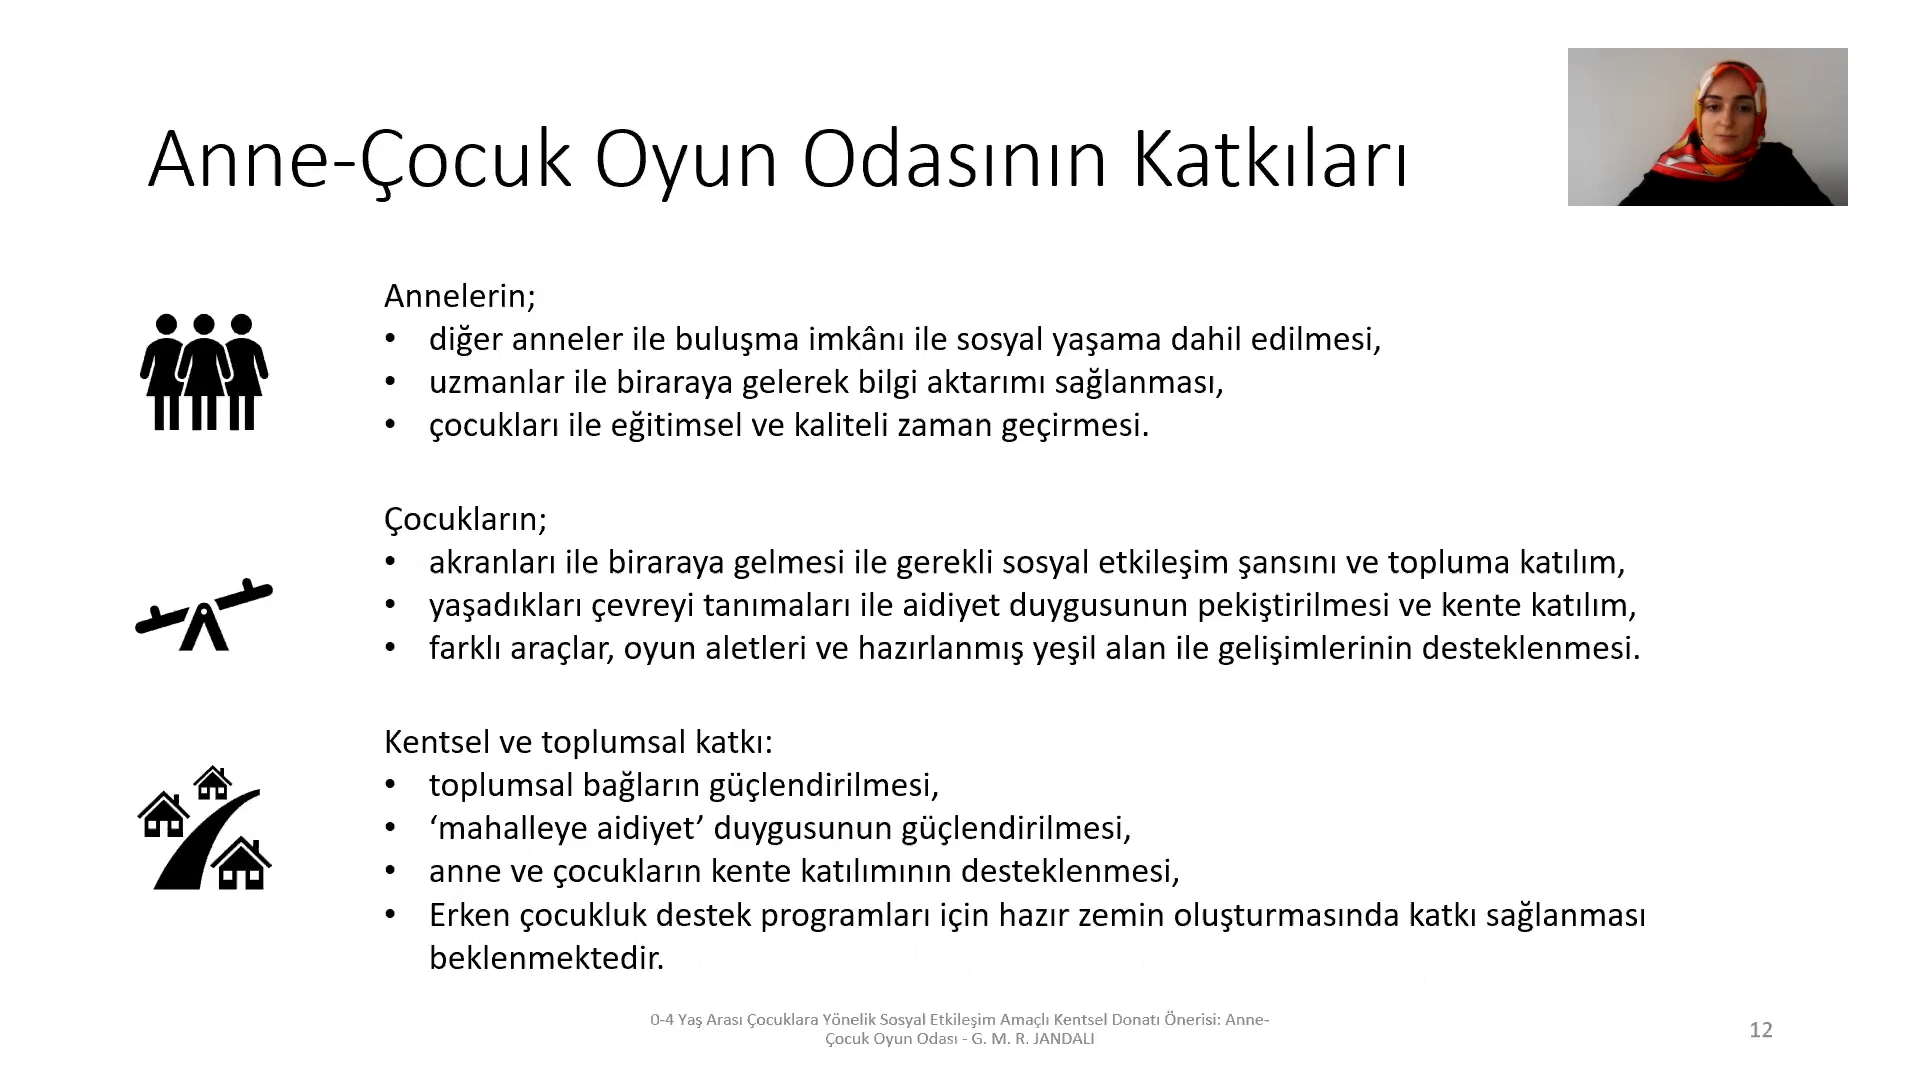 Anne-Çocuk Oyun Odasının Katkıları
Annelerin;
• diğer anneler ile buluşma imkânı ile sosyal yaşama dahil edilmesi,
• uzmanlar ile biraraya gelerek bilgi aktarımı sağlanması,
• çocukları ile eğitimsel ve kaliteli zaman geçirmesi.
Çocukların;
• akranları ile biraraya gelmesi ile gerekli sosyal etkileşim şansını ve topluma katılım,
• yaşadıkları çevreyi tanımaları ile aidiyet duygusunun pekiştirilmesi ve kente katılım,
• farklı araçlar, oyun aletleri ve hazırlanmış yeşil alan ile gelişimlerinin desteklenmesi.
Kentsel ve toplumsal katkı:
• toplumsal bağların güçlendirilmesi,
• ‘mahalleye aidiyet’ duygusunun güçlendirilmesi,
• anne ve çocukların kente katılımının desteklenmesi,
• Erken çocukluk destek programları için hazır zemin oluşturmasında katkı sağlanması
beklenmektedir.
0-4 Yaş Arası Çocuklara Yönelik Sosyal Etkileşim Amaçlı Kentsel Donatı Önerisi: Anne-
Çocuk Oyun Odası - G. M. R. JANDALI
12